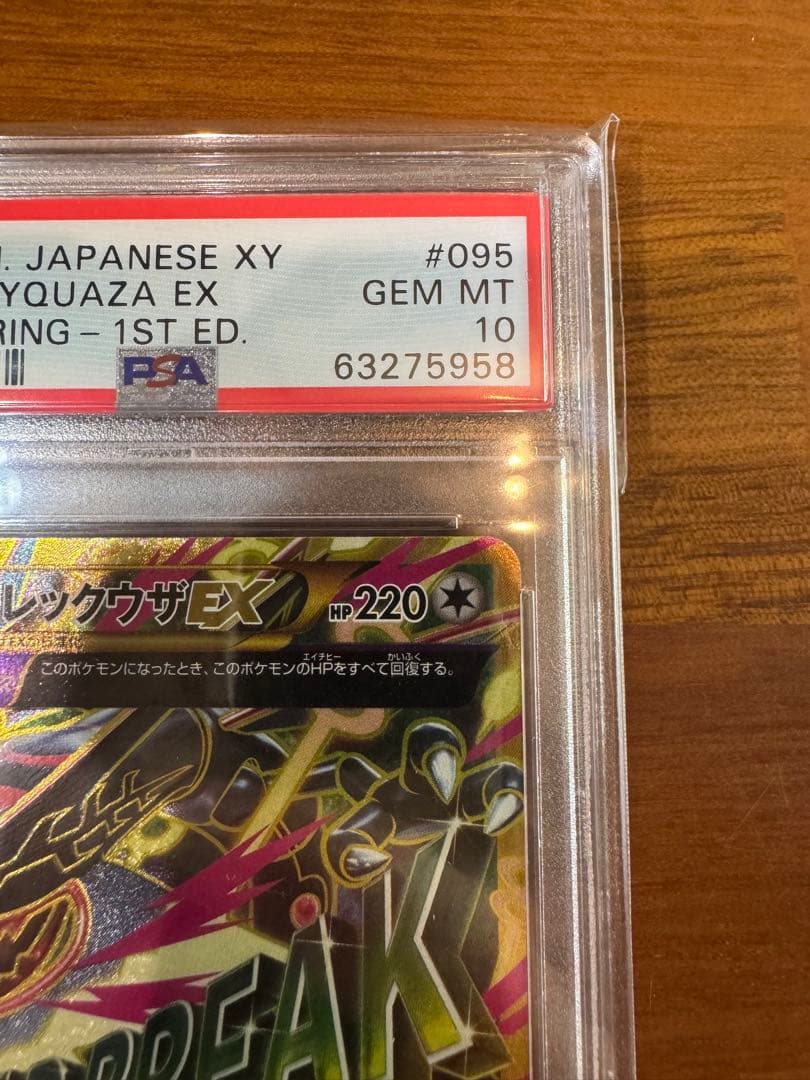 . JAPANESE XY #095
YQUAZA EX GEM MT
RING - 1ST ED. 10
PSA 63275958
レックウザEX HP220
エイチピー かいふく
このポケモンになったとき、このポケモンのHPをすべて回復する。
BREAK